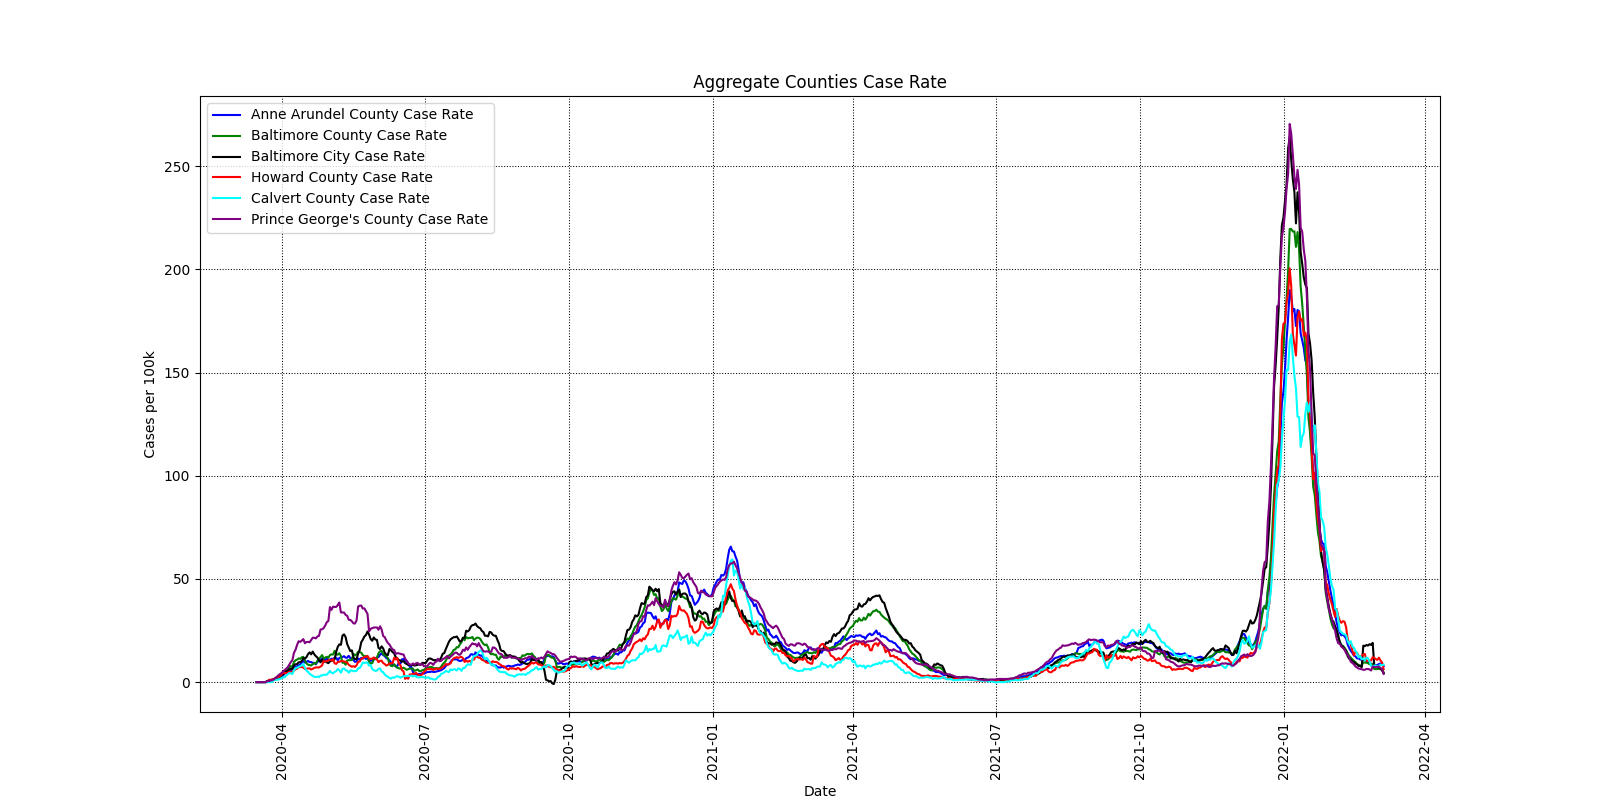 Aggregate Counties Case Rate
Anne Arundel County Case Rate
Baltimore County Case Rate
Baltimore City Case Rate
Howard County Case Rate
Calvert County Case Rate
Prince George's County Case Rate
Cases per 100k
250
200
150
100
50
0
2020-04
2020-07
2020-10
2021-01
2021-04
2021-07
2021-10
2022-01
2022-04
Date